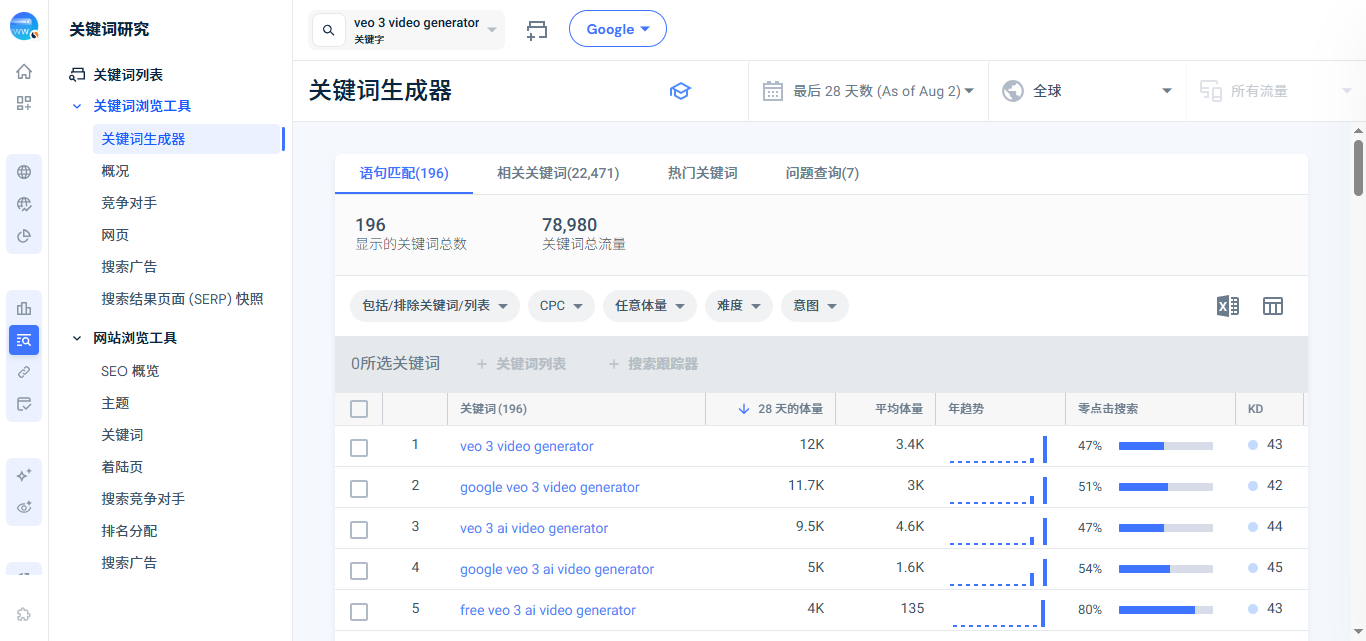 关键词研究
关键词列表
关键词浏览工具
关键词生成器
概况
竞争对手
网页
搜索广告
搜索结果页面 (SERP) 快照
网站浏览工具
SEO 概览
主题
关键词
着陆页
搜索竞争对手
排名分配
搜索广告
veo 3 video generator
关键字
Google
关键词生成器
最后 28 天数 (As of Aug 2)
全球
所有流量
语句匹配(196)
相关关键词(22,471)
热门关键词
问题查询(7)
196
显示的关键词总数
78,980
关键词总流量
包括/排除关键词/列表
CPC
任意体量
难度
意图
0所选关键词
+ 关键词列表
+ 搜索跟踪器
关键词(196) 28 天的体量 平均体量 年趋势 零点击搜索 KD
1 veo 3 video generator 12K 3.4K 47% 43
2 google veo 3 video generator 11.7K 3K 51% 42
3 veo 3 ai video generator 9.5K 4.6K 47% 44
4 google veo 3 ai video generator 5K 1.6K 54% 45
5 free veo 3 ai video generator 4K 135 80% 43